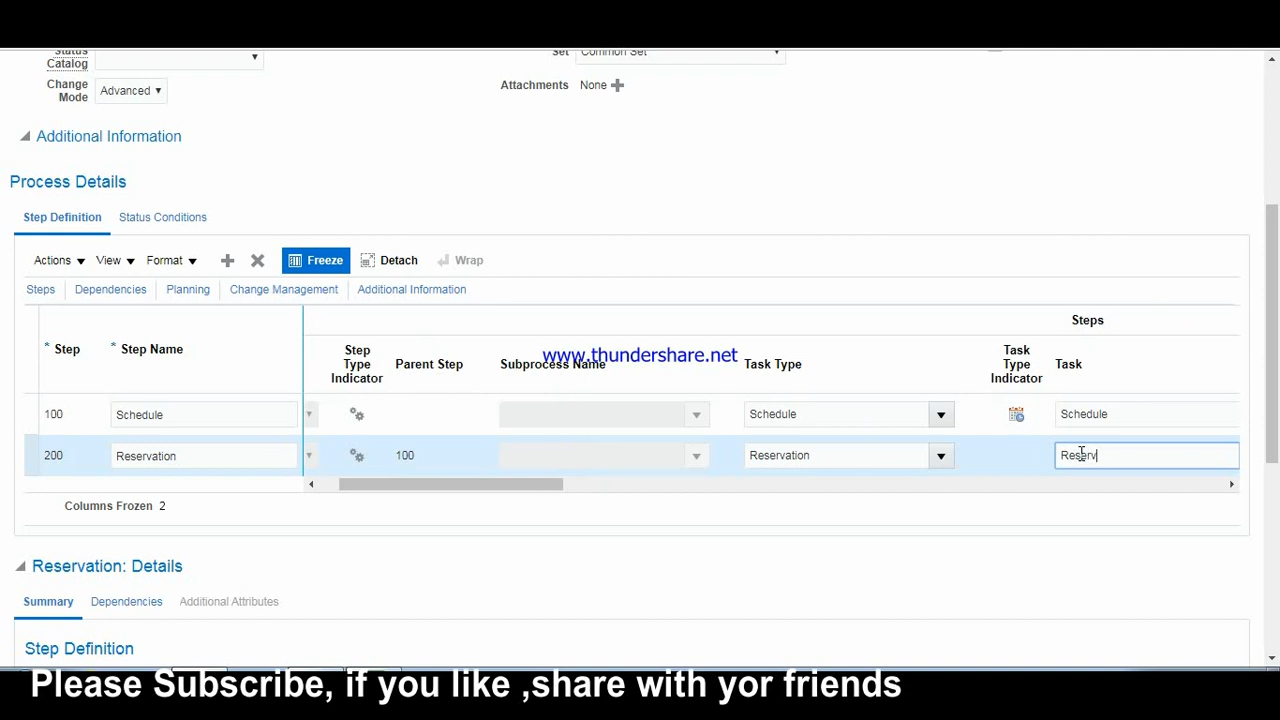 Status
Catalog
Set
Common Set
Change
Mode
Advanced
Attachments
None
Additional Information
Process Details
Step Definition
Status Conditions
Actions
View
Format
Freeze
Detach
Wrap
Steps
Dependencies
Planning
Change Management
Additional Information
Steps
* Step
* Step Name
Step
Type
Indicator
Parent Step
Subprocess Name
Task Type
Task
Type
Indicator
Task
www.thundershare.net
100
Schedule
Schedule
Schedule
200
Reservation
100
Reservation
Reserv
Columns Frozen 2
Reservation: Details
Summary
Dependencies
Additional Attributes
Step Definition
Please Subscribe, if you like ,share with yor friends